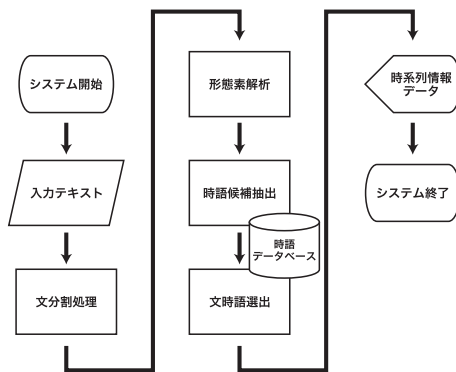 システム開始
入力テキスト
文分割処理
形態素解析
時語候補抽出
時語
データベース
文時語選出
時系列情報
データ
システム終了